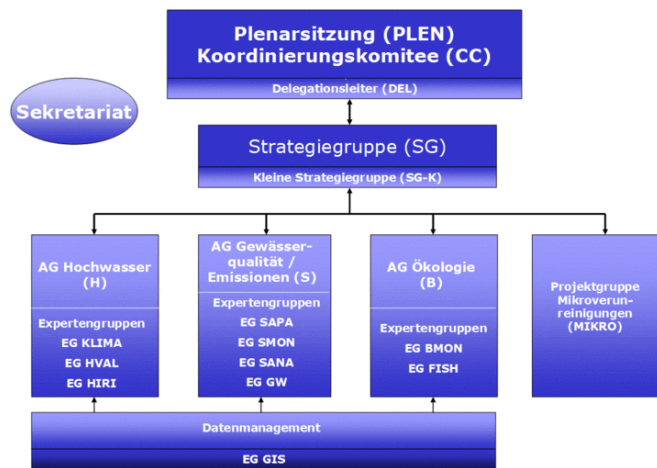 Plenarsitzung (PLEN)
Koordinierungskomitee (CC)
Delegationsleiter (DEL)
Sekretariat
Strategiegruppe (SG)
Kleine Strategiegruppe (SG-K)
AG Hochwasser
(H)
Expertengruppen
EG KLIMA
EG HVAL
EG HIRI
AG Gewässer-
qualität /
Emissionen (S)
Expertengruppen
EG SAPA
EG SMON
EG SANA
EG GW
AG Ökologie
(B)
Expertengruppen
EG BMON
EG FISH
Projektgruppe
Mikroverun-
reinigungen
(MIKRO)
Datenmanagement
EG GIS